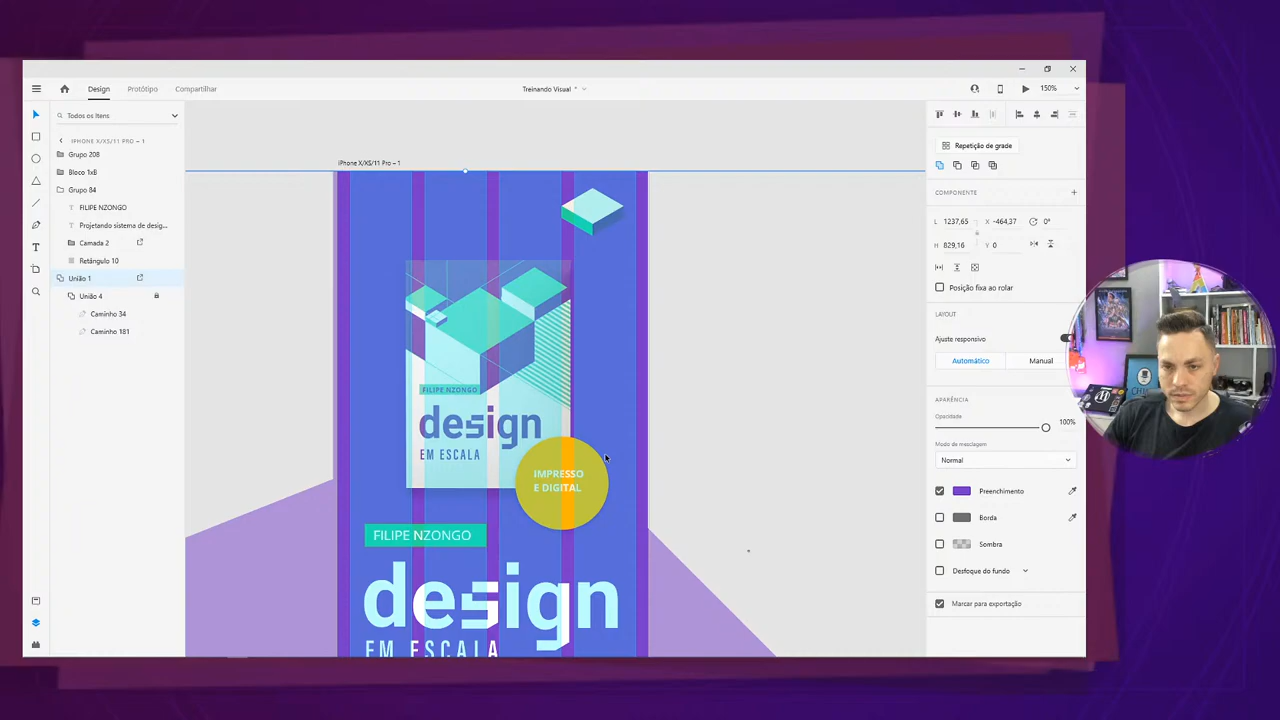 Design
Protótipo
Compartilhar
Treinando Visual *
150%
Todos os Itens
IPHONE X/XS/11 PRO – 1
Grupo 208
Bloco 1x8
Grupo 84
FILIPE NZONGO
Projetando sistema de desig...
Camada 2
Retângulo 10
União 1
União 4
Caminho 34
Caminho 181
iPhone X/XS/11 Pro – 1
FILIPE NZONGO
design
EM ESCALA
IMPRESSO
E DIGITAL
FILIPE NZONGO
design
EM ESCALA
Repetição de grade
COMPONENTE
L 1237,65 X -464,37 0°
H 829,16 Y 0
Posição fixa ao rolar
LAYOUT
Ajuste responsivo
Automático Manual
APARÊNCIA
Opacidade
100%
Modo de mesclagem
Normal
Preenchimento
Borda
Sombra
Desfoque do fundo
Marcar para exportação